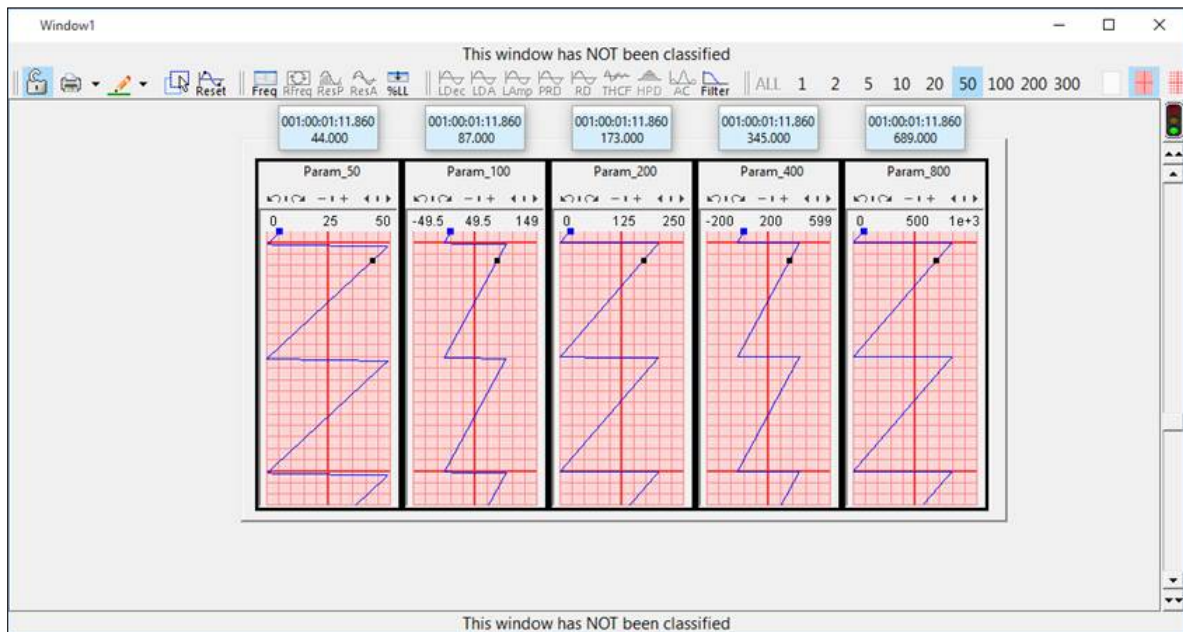 Window1
This window has NOT been classified
Reset Freq RFreq ResP ResA %LL LDec LDA LAmp PRD RD THCF HPD AC Filter ALL 1 2 5 10 20 50 100 200 300
001:00:01:11.860 001:00:01:11.860 001:00:01:11.860 001:00:01:11.860 001:00:01:11.860
44.000 87.000 173.000 345.000 689.000
Param_50 Param_100 Param_200 Param_400 Param_800
0 25 50 -49.5 49.5 149 0 125 250 -200 200 599 0 500 1e+3
This window has NOT been classified